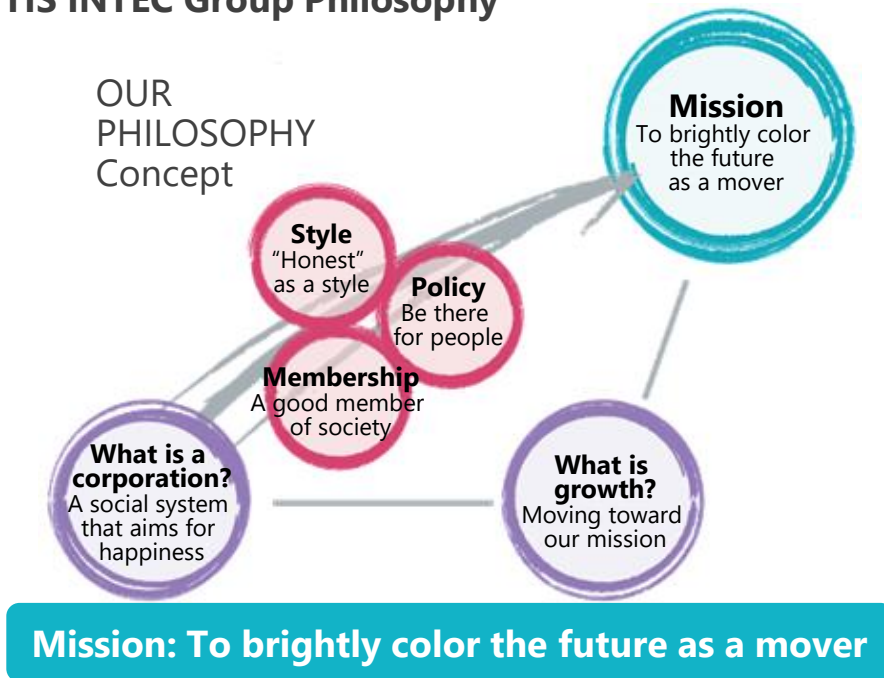 TIS INTEC Group Philosophy
OUR
PHILOSOPHY
Concept
Mission
To brightly color
the future
as a mover
Style
“Honest”
as a style
Policy
Be there
for people
Membership
A good member
of society
What is a
corporation?
A social system
that aims for
happiness
What is
growth?
Moving toward
our mission
Mission: To brightly color the future as a mover